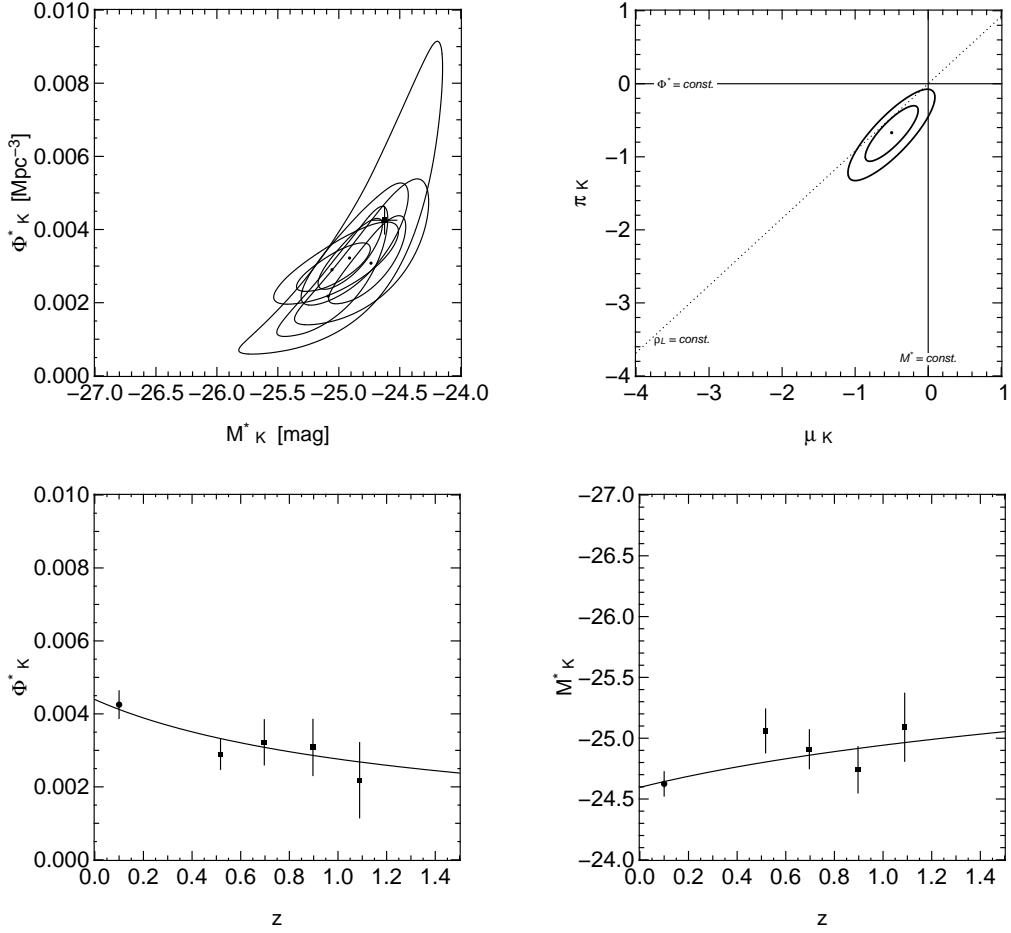 0.010
0.008
0.006
0.004
0.002
0.000
Φ*K [Mpc−3]
−27.0 −26.5 −25.5 −25.0 −24.5 −24.0
M*K [mag]
1
0
−1
−2
−3
−4
πK
Φ* = const.
ρL = const.
M* = const.
−4 −3 −2 −1 0 1
μK
0.010
0.008
0.006
0.004
0.002
0.000
Φ*K
0.0 0.2 0.4 0.6 0.8 1.0 1.2 1.4
z
−27.0
−26.5
−26.0
−25.5
−25.0
−24.5
−24.0
M*K
0.0 0.2 0.4 0.6 0.8 1.0 1.2 1.4
z